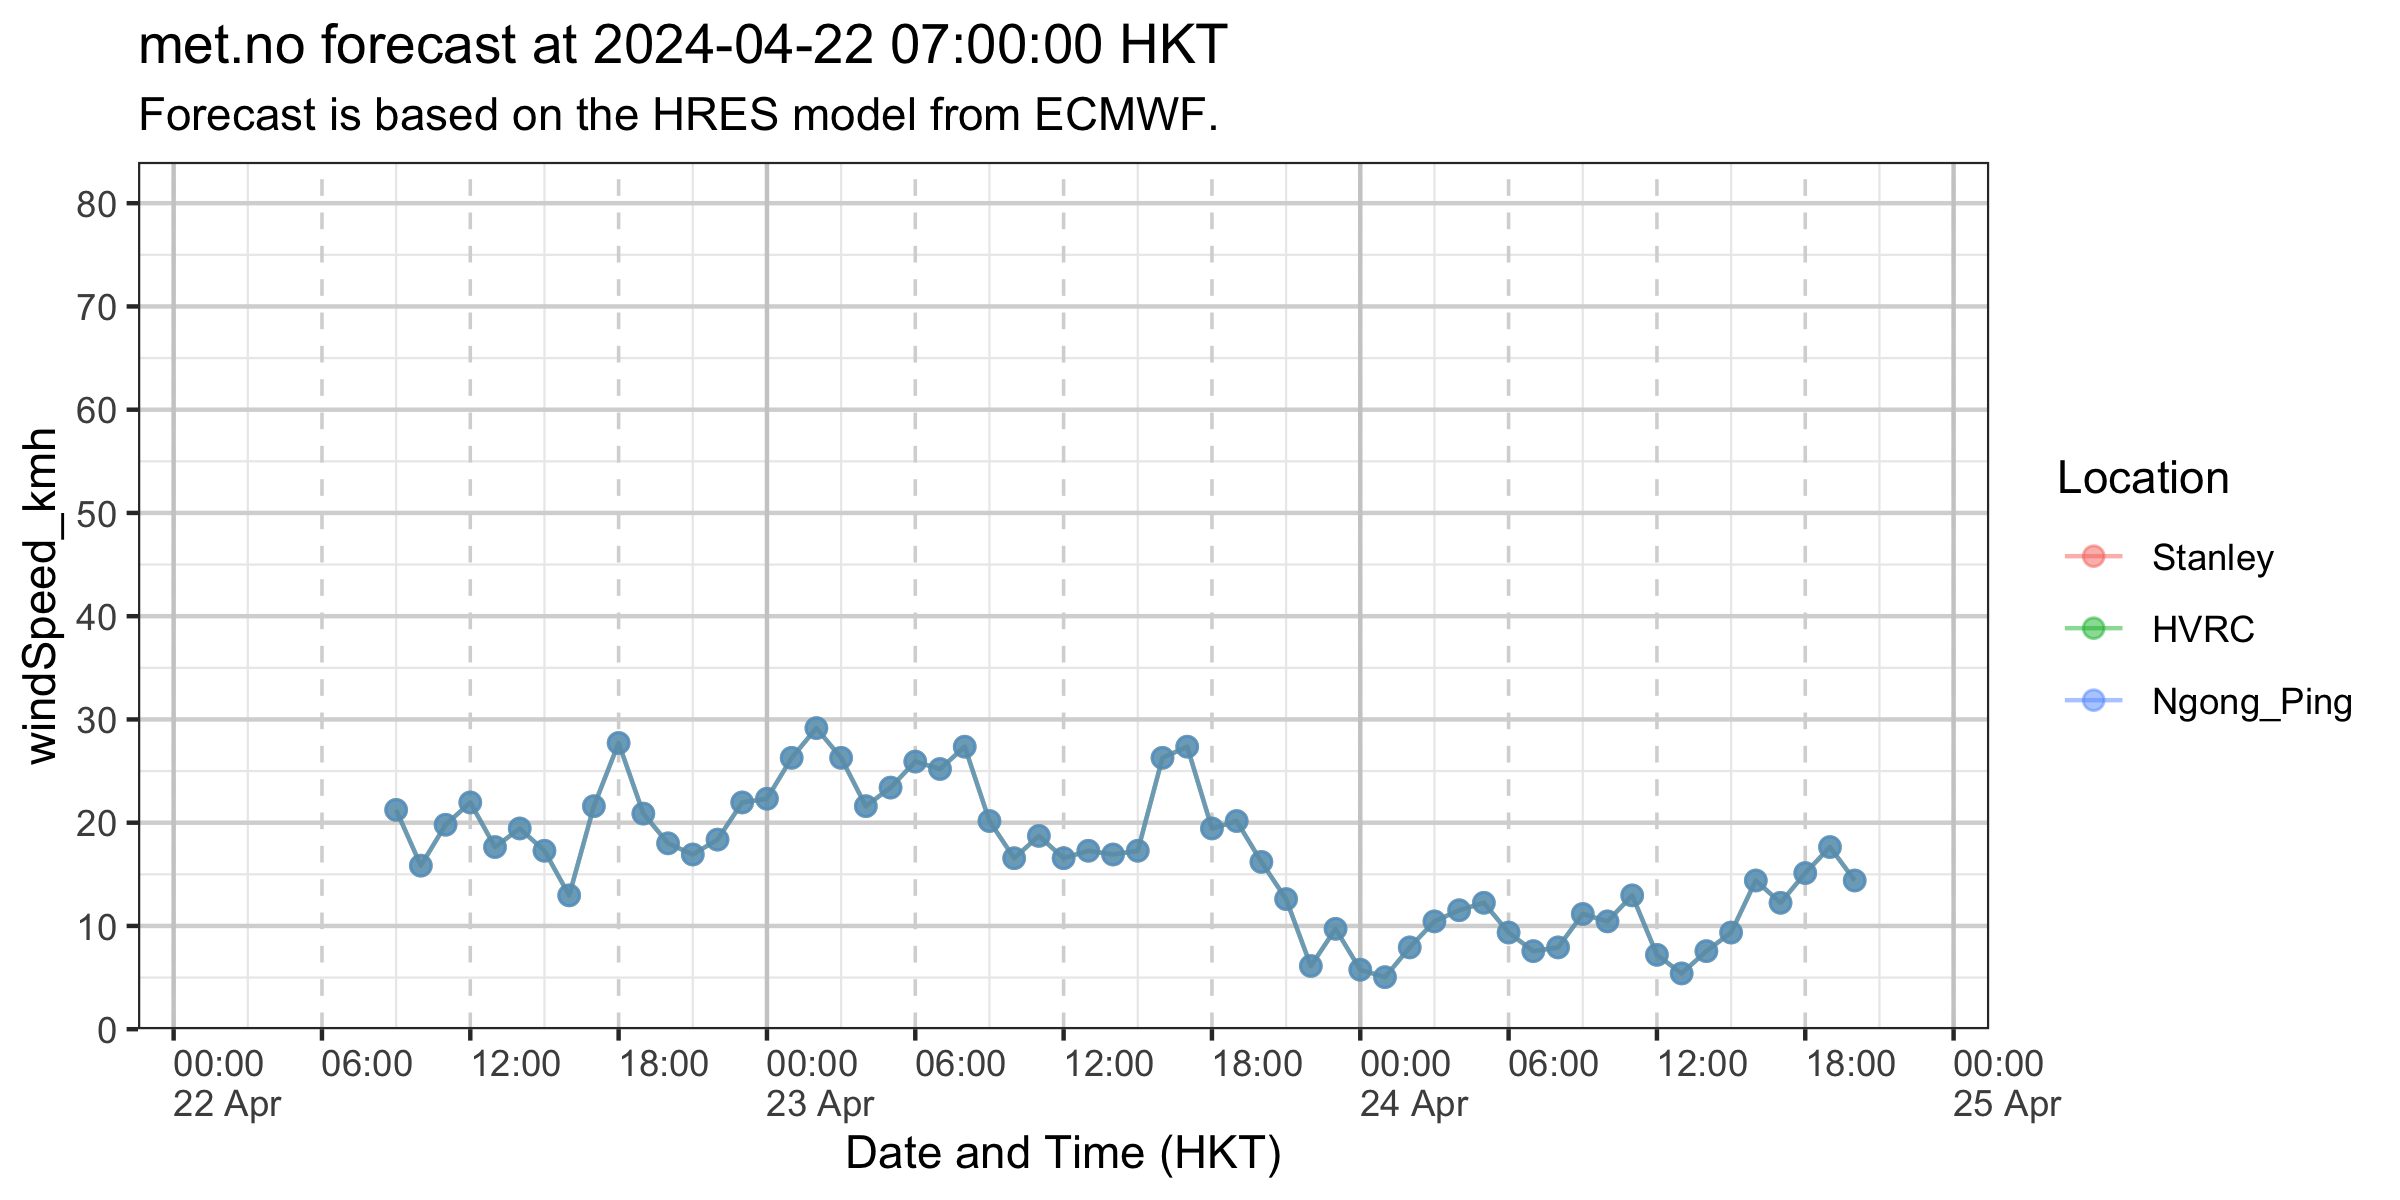 met.no forecast at 2024-04-22 07:00:00 HKT
Forecast is based on the HRES model from ECMWF.
windSpeed_kmh
80
70
60
50
40
30
20
10
0
00:00 06:00 12:00 18:00 00:00 06:00 12:00 18:00 00:00 06:00 12:00 18:00 00:00
22 Apr 23 Apr 24 Apr 25 Apr
Date and Time (HKT)
Location
Stanley
HVRC
Ngong_Ping